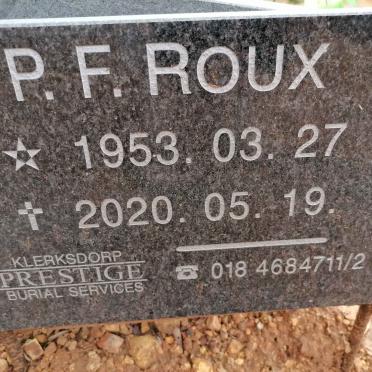 P. F. ROUX
☆ 1953. 03. 27
✝ 2020. 05. 19.
KLERKSDORP
PRESTIGE
BURIAL SERVICES
☎ 018 4684711/2